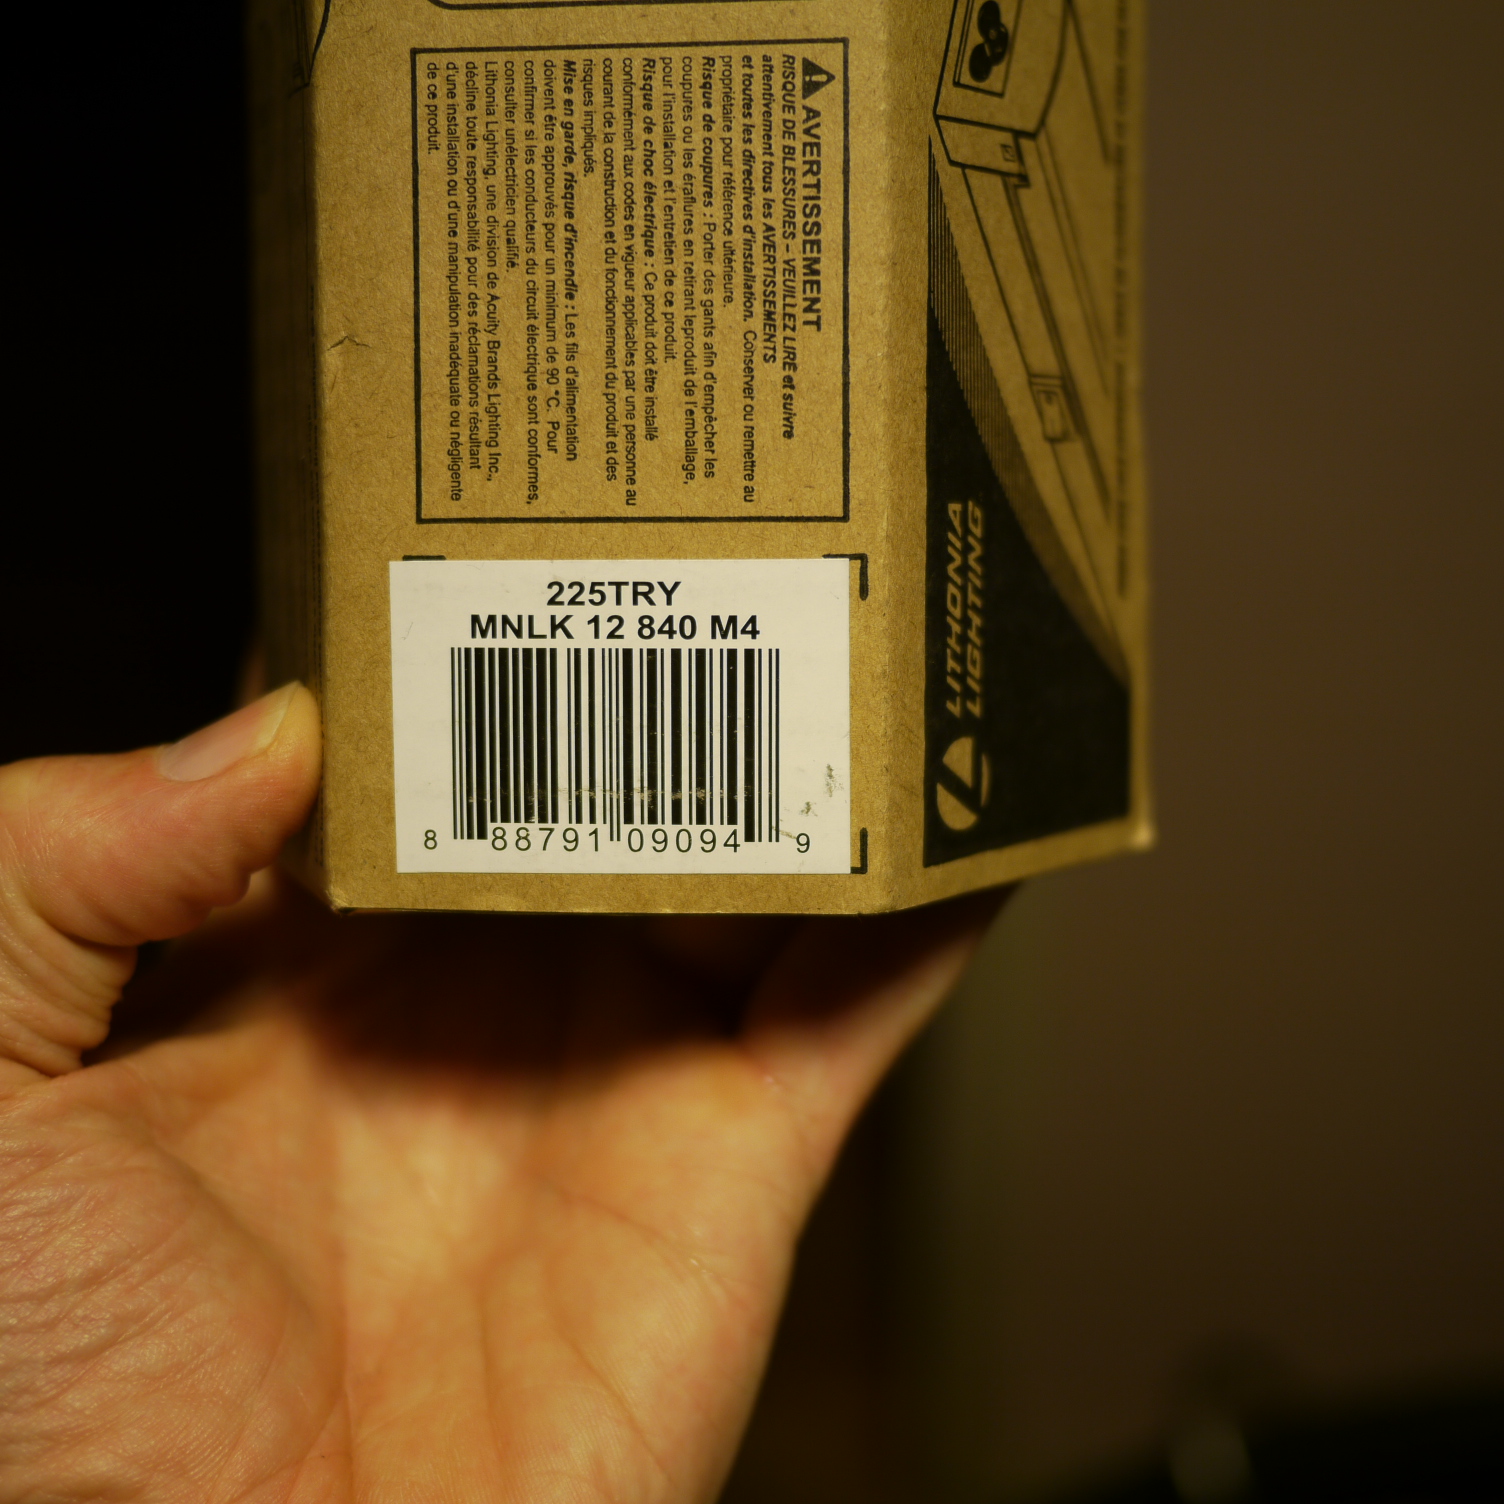 AVERTISSEMENT
RISQUE DE BLESSURES – VEUILLEZ LIRE et suivre
attentivement tous les AVERTISSEMENTS
et toutes les directives d'installation. Conserver ou remettre au
propriétaire pour référence ultérieure.
Risque de coupures : Porter des gants afin d'empêcher les
coupures ou les éraflures en retirant leproduit de l'emballage,
pour l'installation et l'entretien de ce produit.
Risque de choc électrique : Ce produit doit être installé
conformément aux codes en vigueur applicables par une personne au
courant de la construction et du fonctionnement du produit et des
risques impliqués.
Mise en garde, risque d'incendie : Les fils d'alimentation
doivent être approuvés pour un minimum de 90 °C. Pour
confirmer si les conducteurs du circuit électrique sont conformes,
consulter unélectricien qualifié.
Lithonia Lighting, une division de Acuity Brands Lighting Inc.,
décline toute responsabilité pour des réclamations résultant
d'une installation ou d'une manipulation inadéquate ou négligente
de ce produit.
225TRY
MNLK 12 840 M4
8 88791 09094 9
LITHONIA
LIGHTING